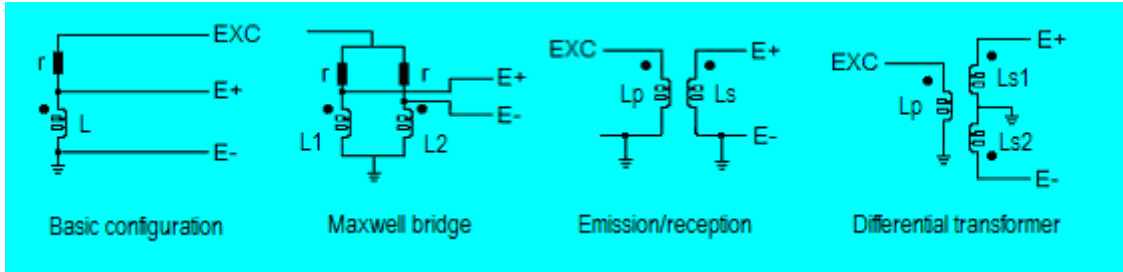 EXC
r
E+
L
E-
Basic configuration
r
r
E+
E-
L1
L2
Maxwell bridge
EXC
E+
Lp
Ls
E-
Emission/reception
E+
EXC
Ls1
Lp
Ls2
E-
Differential transformer